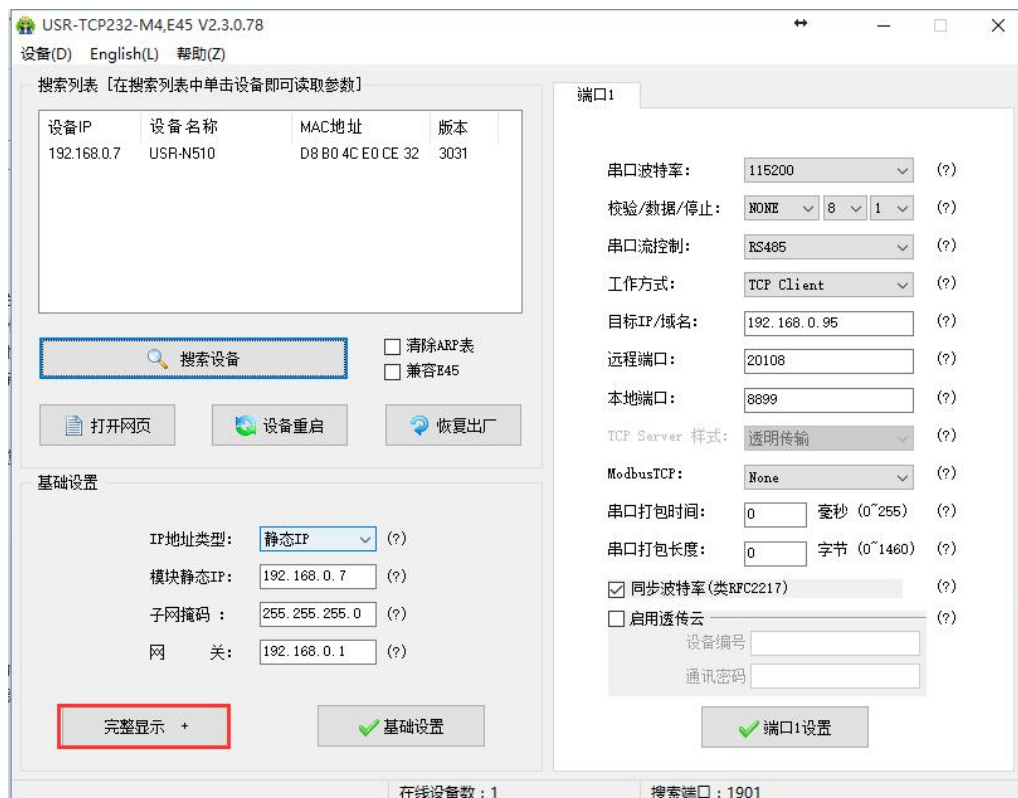 USR-TCP232-M4,E45 V2.3.0.78
设备(D) English(L) 帮助(Z)
搜索列表 [在搜索列表中单击设备即可读取参数]
设备IP 设备名称 MAC地址 版本
192.168.0.7 USR-N510 D8 B0 4C E0 CE 32 3031
搜索设备
清除ARP表
兼容E45
打开网页 设备重启 恢复出厂
基础设置
IP地址类型: 静态IP (?)
模块静态IP: 192.168.0.7 (?)
子网掩码 : 255.255.255.0 (?)
网 关: 192.168.0.1 (?)
完整显示 + 基础设置
端口1
串口波特率: 115200 (?)
校验/数据/停止: NONE 8 1 (?)
串口流控制: RS485 (?)
工作方式: TCP Client (?)
目标IP/域名: 192.168.0.95 (?)
远程端口: 20108 (?)
本地端口: 8899 (?)
TCP Server 样式: 透明传输 (?)
ModbusTCP: None (?)
串口打包时间: 0 毫秒 (0~255) (?)
串口打包长度: 0 字节 (0~1460) (?)
同步波特率(类RFC2217) (?)
启用透传云 (?)
设备编号
通讯密码
端口1设置
在线设备数：1 搜索端口：1901